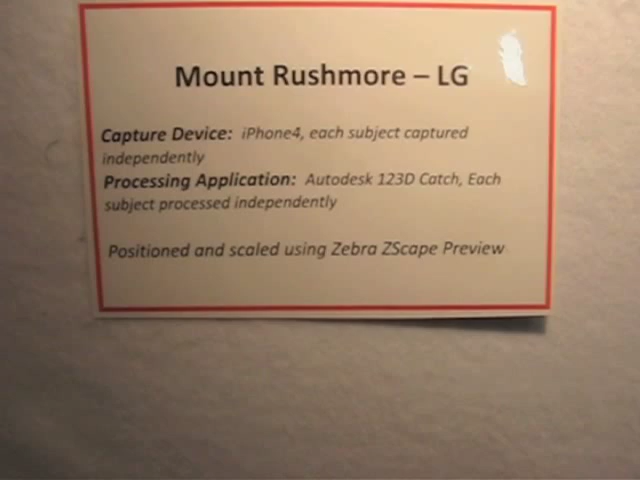 Mount Rushmore – LG
Capture Device: iPhone4, each subject captured
independently
Processing Application: Autodesk 123D Catch, Each
subject processed independently
Positioned and scaled using Zebra ZScape Preview